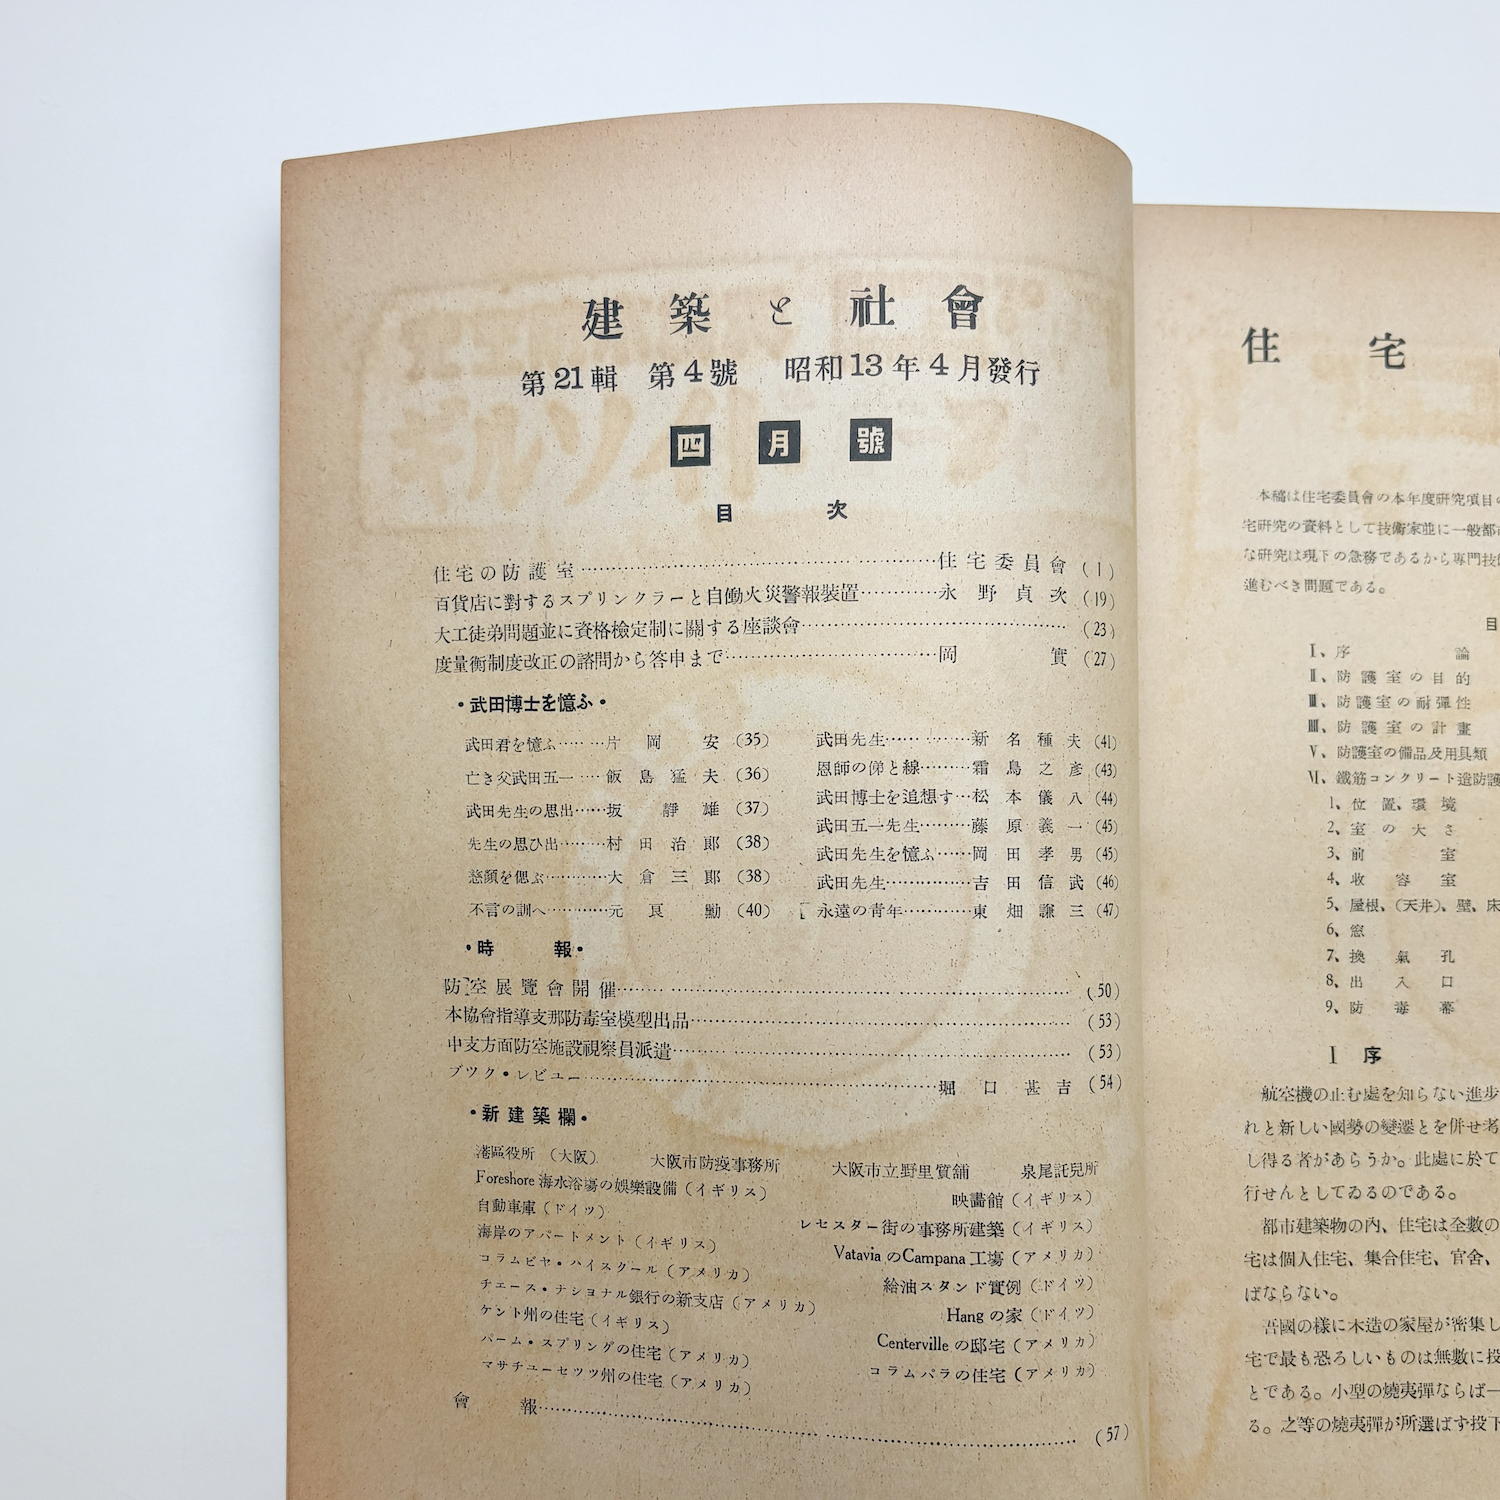 建築と社會
第21輯 第4號 昭和13年4月發行
四月號
目次
住宅の防護室……住宅委員會 (1)
百貨店に對するスプリンクラーと自働火災警報裝置……永野貞次 (19)
大工徒弟問題並に資格檢定制に關する座談會…… (23)
度量衡制度改正の諮問から答申まで……岡實 (27)
・武田博士を憶ふ・
武田君を憶ふ……片岡安 (35)
亡き父武田五一……飯島猛夫 (36)
武田先生の思出……坂靜雄 (37)
先生の思ひ出……村田治郞 (38)
慈顏を偲ぶ……大倉三郞 (38)
不言の訓へ……元良勳 (40)
武田先生……新名種夫 (41)
恩師の俤と線……霜鳥之彥 (43)
武田博士を追想す…松本儀八 (44)
武田五一先生……藤原義一 (45)
武田先生を憶ふ……岡田孝男 (45)
武田先生……吉田信武 (46)
永遠の靑年……東畑謙三 (47)
・時報・
防空展覽會開催…… (50)
本協會指導支那防毒室模型出品…… (53)
中支方面防空施設視察員派遣…… (53)
ブツク・レビユー……堀口甚吉 (54)
・新建築欄・
港區役所（大阪） 大阪市防疫事務所
大阪市立野里質舖 泉尾託兒所
Foreshore 海水浴場の娛樂設備（イギリス）
映畵館（イギリス）
自動車庫（ドイツ）
レセスター街の事務所建築（イギリス）
海岸のアパートメント（イギリス）
Vatavia のCampana 工場（アメリカ）
コラムビヤ・ハイスクール（アメリカ）
給油スタンド實例（ドイツ）
チエース・ナシヨナル銀行の新支店（アメリカ）
Hang の家（ドイツ）
ケント州の住宅（イギリス）
Centerville の邸宅（アメリカ）
パーム・スプリングの住宅（アメリカ）
コラムパラの住宅（アメリカ）
マサチユーセツツ州の住宅（アメリカ）
會報…… (57)
住宅
本稿は住宅委員會の本年度研究項目の
宅研究の資料として技術家並に一般都
な研究は現下の急務であるから專門技
進むべき問題である。
目
Ⅰ、序論
Ⅱ、防護室の目的
Ⅲ、防護室の耐彈性
Ⅲ、防護室の計畫
Ⅴ、防護室の備品及用具類
Ⅵ、鐵筋コンクリート造防護
1、位置、環境
2、室の大さ
3、前室
4、收容室
5、屋根、（天井）、壁、床
6、窓
7、換氣孔
8、出入口
9、防毒幕
Ⅰ 序
航空機の止む處を知らない進步
れと新しい國勢の變遷とを併せ考
し得る者があらうか。此處に於て
行せんとしてゐるのである。
都市建築物の內、住宅は全數の
宅は個人住宅、集合住宅、官舍、
ばならない。
吾國の樣に木造の家屋が密集し
宅で最も恐ろしいものは無數に投
とである。小型の燒夷彈ならば一
る。之等の燒夷彈が所選ばす投下